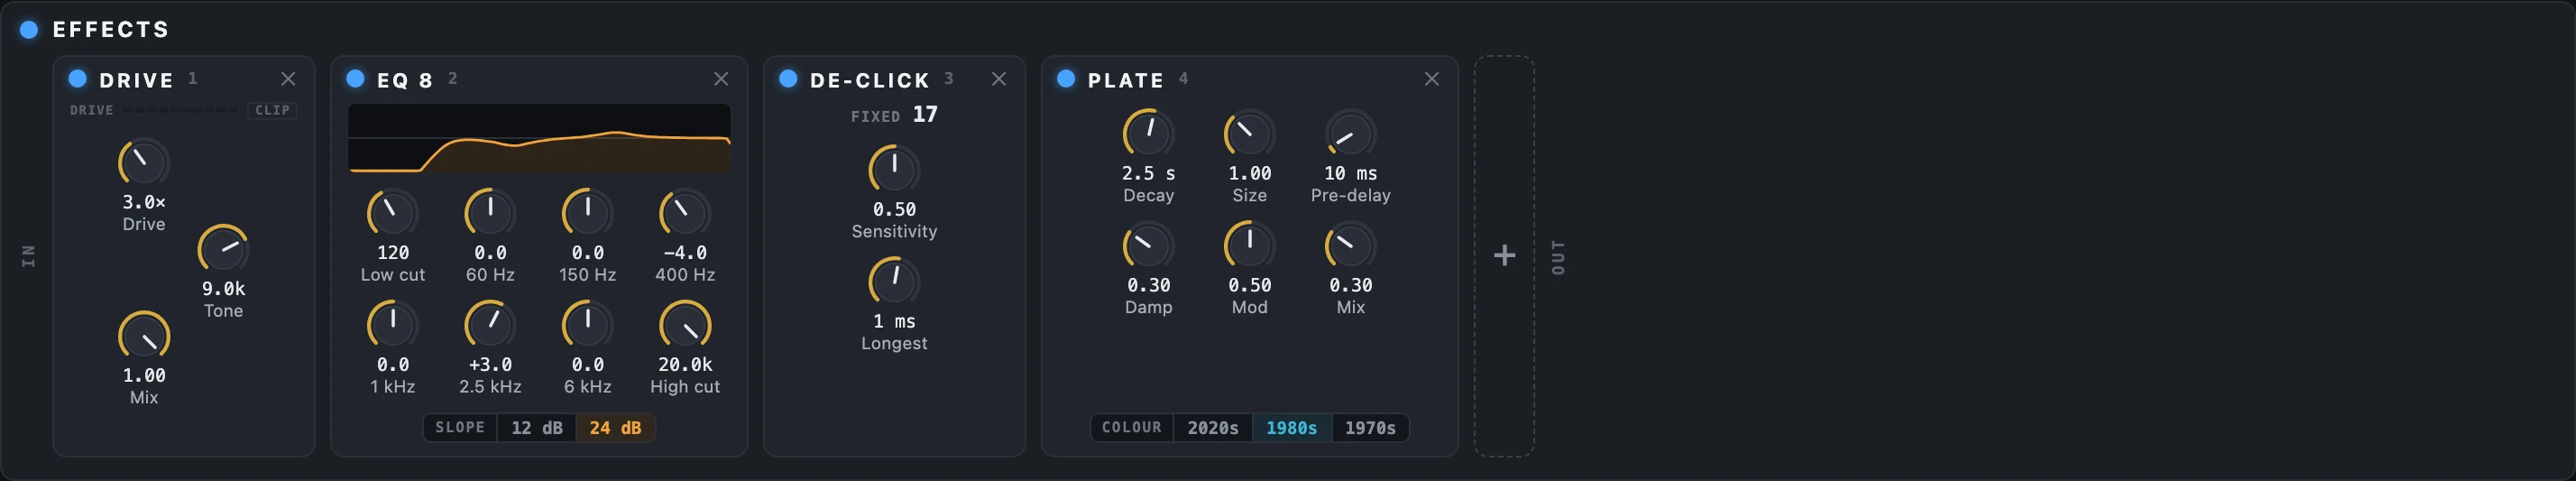 EFFECTS
DRIVE 1
DRIVE CLIP
3.0×
Drive
9.0k
Tone
1.00
Mix
IN
EQ 8 2
120 0.0 0.0 −4.0
Low cut 60 Hz 150 Hz 400 Hz
0.0 +3.0 0.0 20.0k
1 kHz 2.5 kHz 6 kHz High cut
SLOPE 12 dB 24 dB
DE-CLICK 3
FIXED 17
0.50
Sensitivity
1 ms
Longest
PLATE 4
2.5 s 1.00 10 ms
Decay Size Pre-delay
0.30 0.50 0.30
Damp Mod Mix
COLOUR 2020s 1980s 1970s
+
OUT